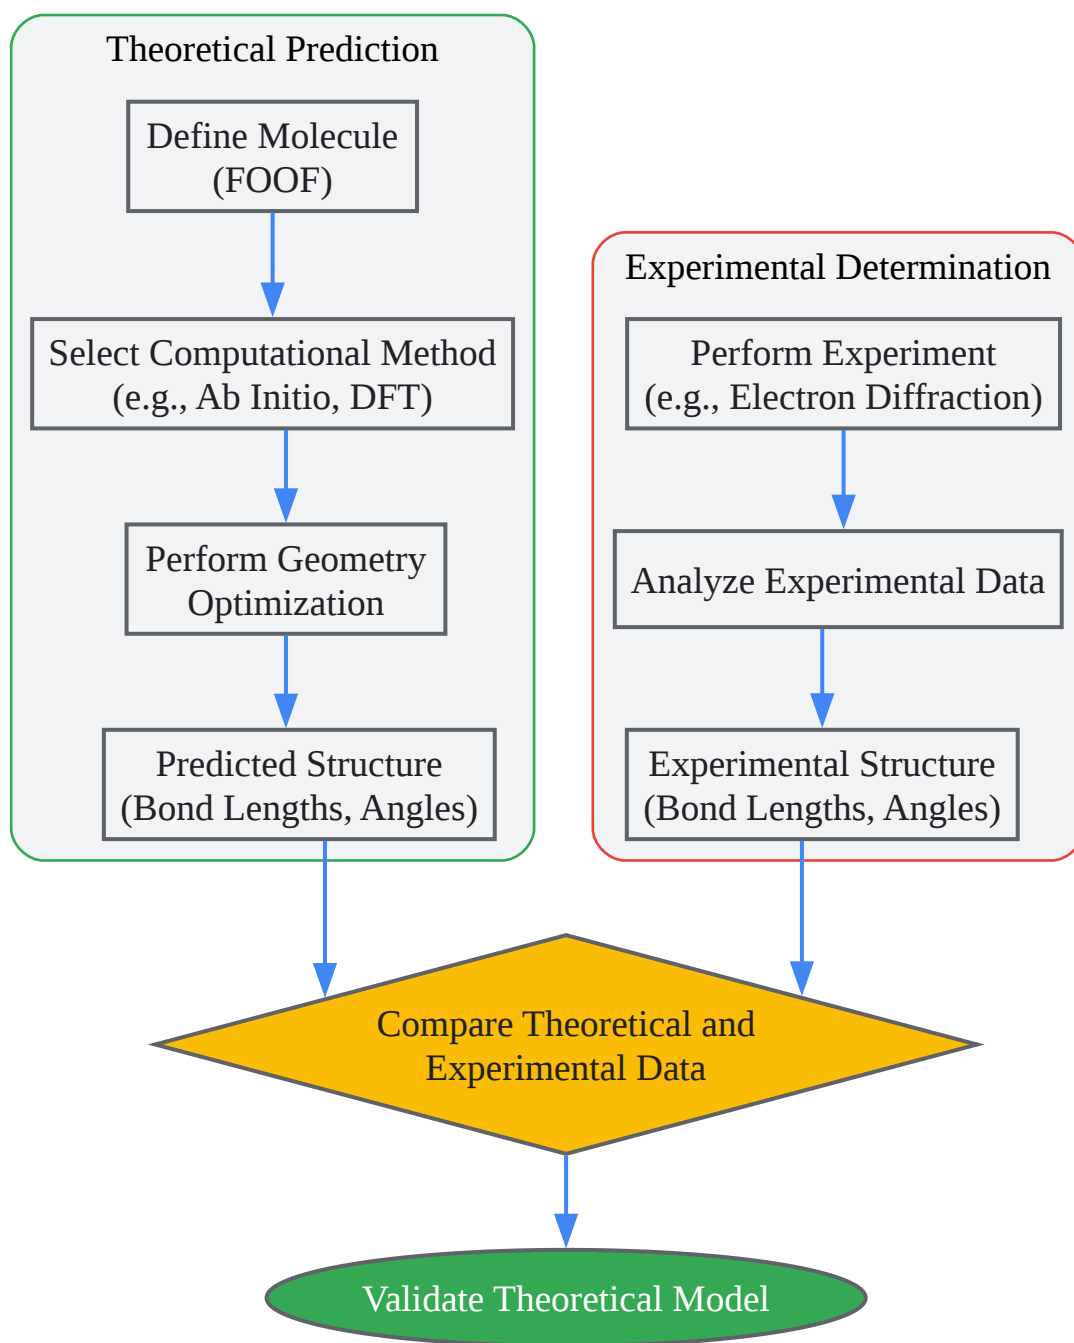 Theoretical Prediction
Define Molecule
(FOOF)
Select Computational Method
(e.g., Ab Initio, DFT)
Perform Geometry
Optimization
Predicted Structure
(Bond Lengths, Angles)
Experimental Determination
Perform Experiment
(e.g., Electron Diffraction)
Analyze Experimental Data
Experimental Structure
(Bond Lengths, Angles)
Compare Theoretical and
Experimental Data
Validate Theoretical Model